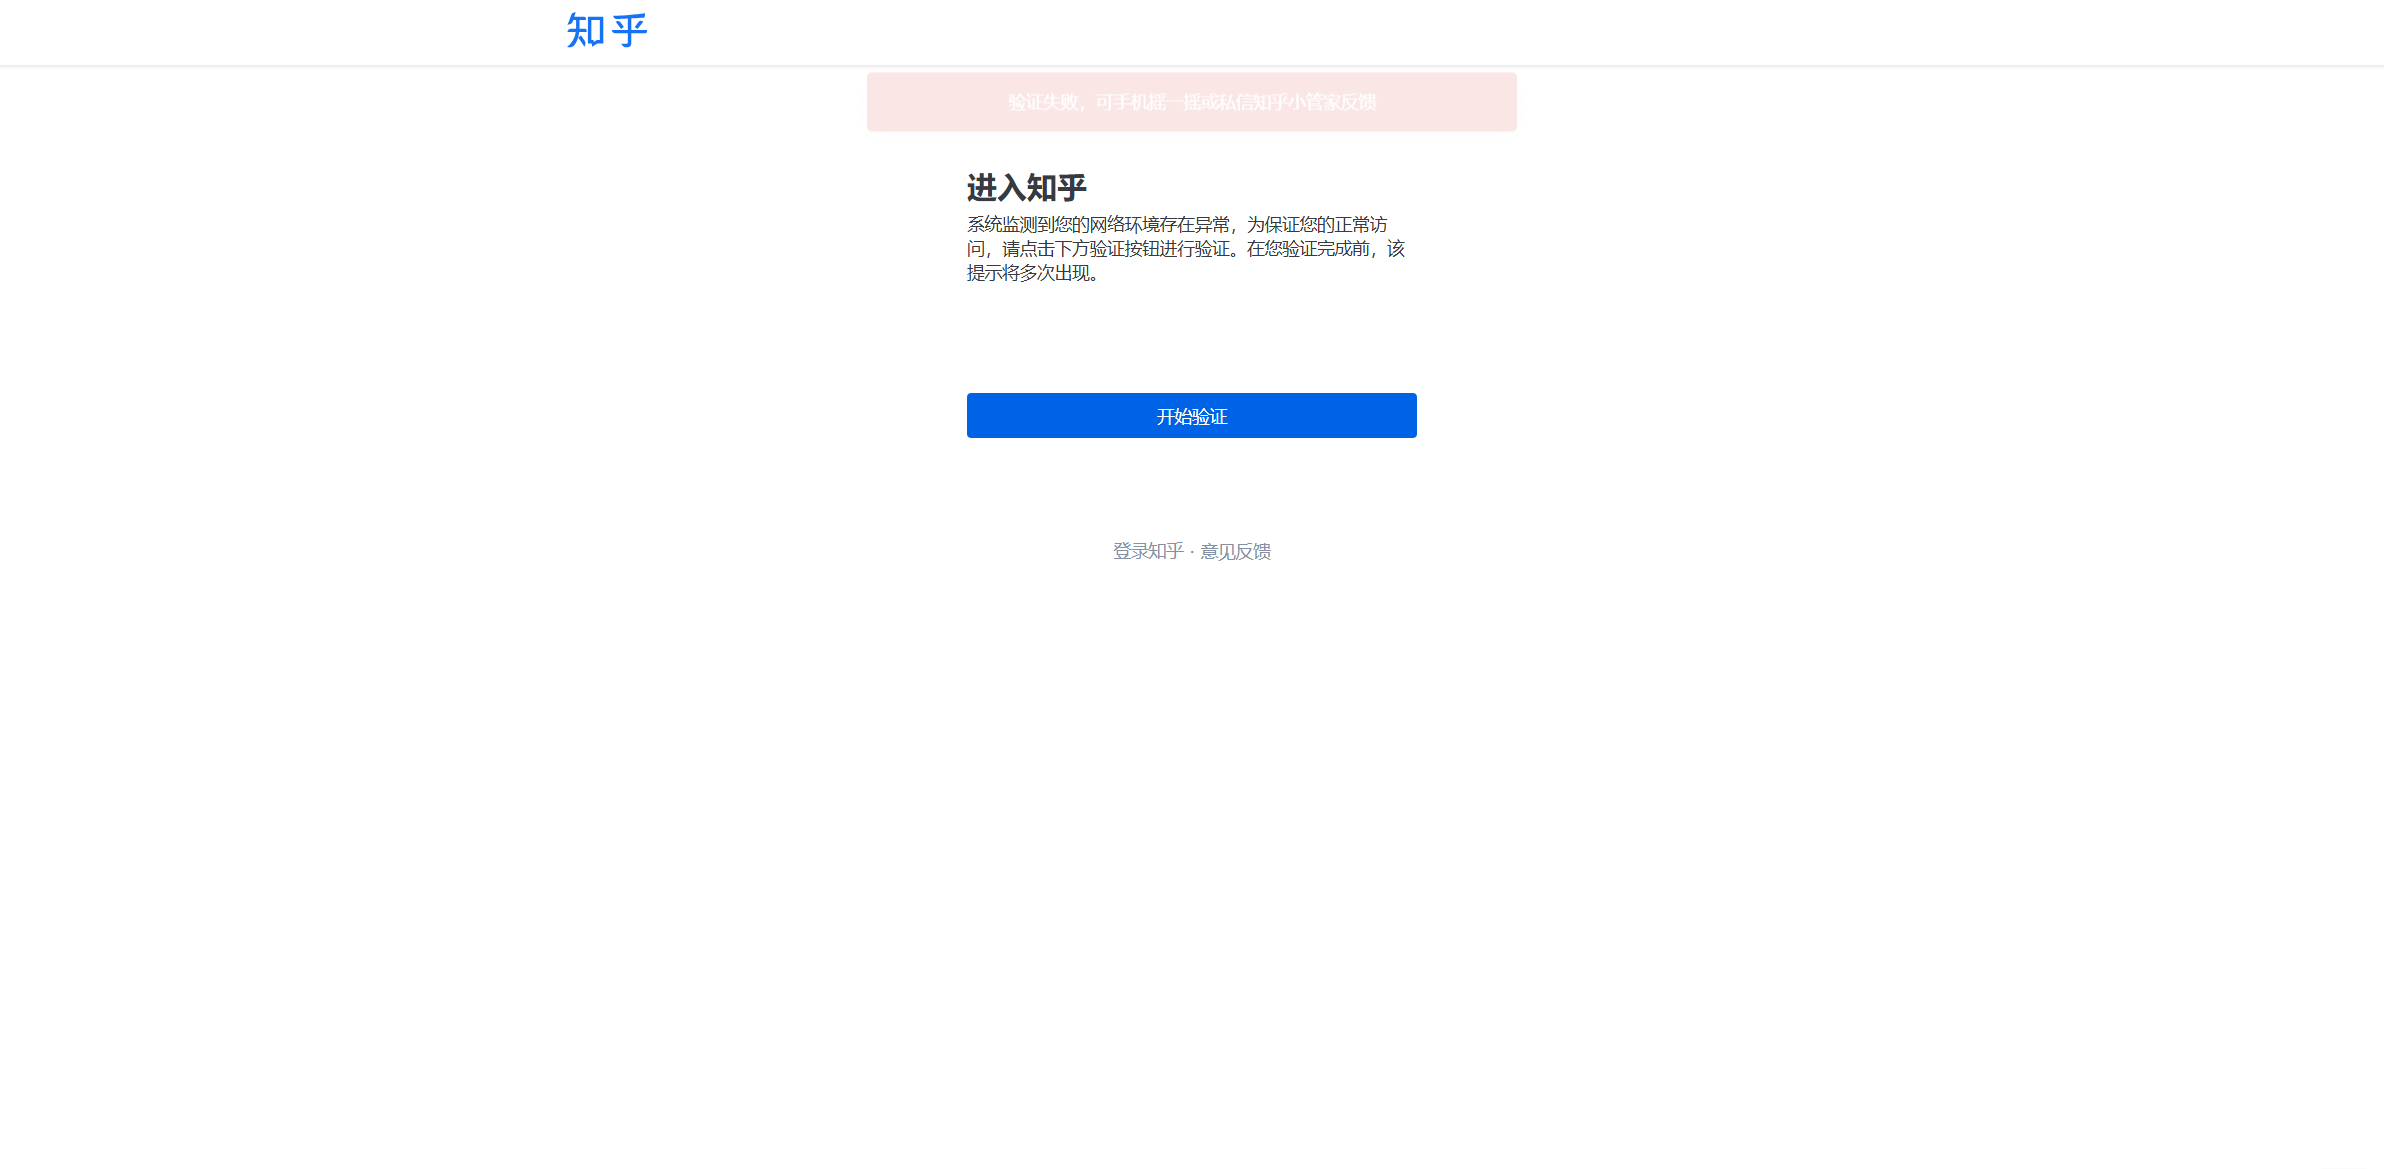 知乎
验证失败，可手机摇一摇或私信知乎小管家反馈
进入知乎
系统监测到您的网络环境存在异常，为保证您的正常访
问，请点击下方验证按钮进行验证。在您验证完成前，该
提示将多次出现。
开始验证
登录知乎 · 意见反馈